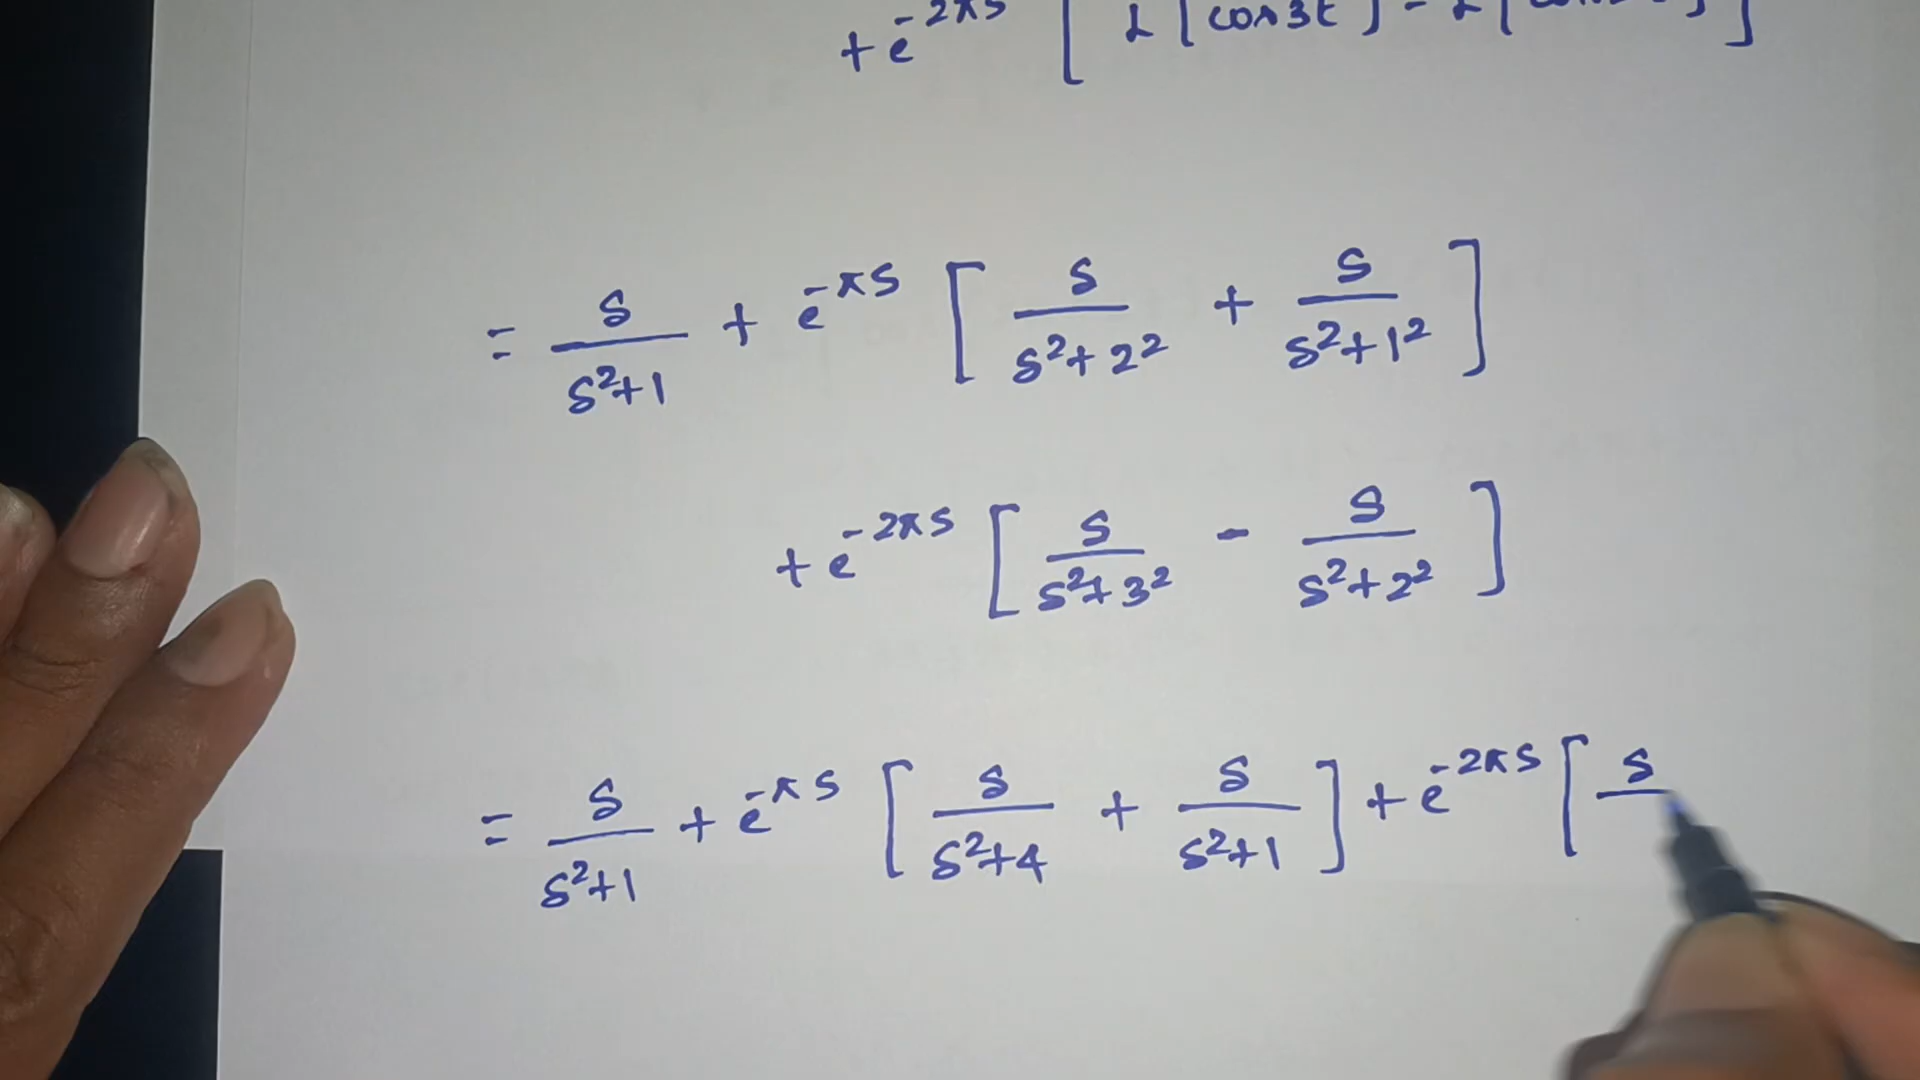 + e^{-2πs} [ L[cos3t] - L[
= s/(s²+1) + e^{-πs} [ s/(s²+2²) + s/(s²+1²) ]
+ e^{-2πs} [ s/(s²+3²) - s/(s²+2²) ]
= s/(s²+1) + e^{-πs} [ s/(s²+4) + s/(s²+1) ] + e^{-2πs} [ s/